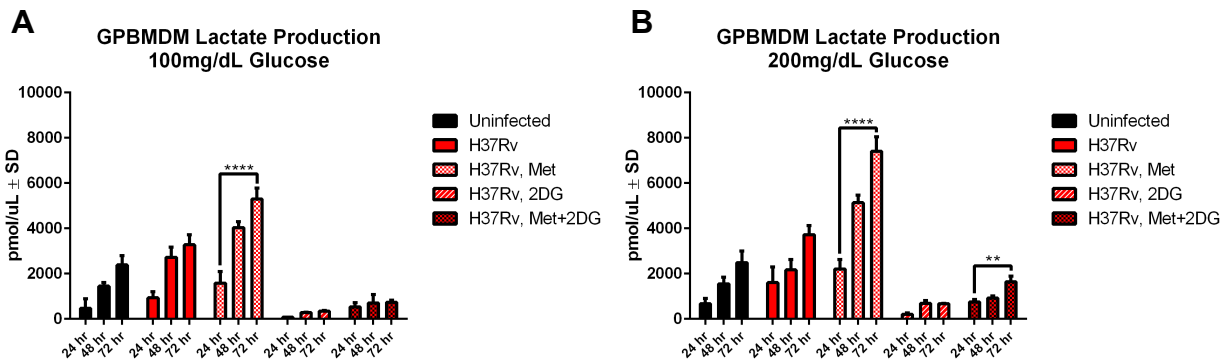 A
GPBMDM Lactate Production
100mg/dL Glucose
pmol/uL ± SD
10000
8000
6000
4000
2000
0
****
24 hr
48 hr
72 hr
24 hr
48 hr
72 hr
24 hr
48 hr
72 hr
24 hr
48 hr
72 hr
24 hr
48 hr
72 hr
Uninfected
H37Rv
H37Rv, Met
H37Rv, 2DG
H37Rv, Met+2DG
B
GPBMDM Lactate Production
200mg/dL Glucose
pmol/uL ± SD
10000
8000
6000
4000
2000
0
****
**
24 hr
48 hr
72 hr
24 hr
48 hr
72 hr
24 hr
48 hr
72 hr
24 hr
48 hr
72 hr
24 hr
48 hr
72 hr
Uninfected
H37Rv
H37Rv, Met
H37Rv, 2DG
H37Rv, Met+2DG